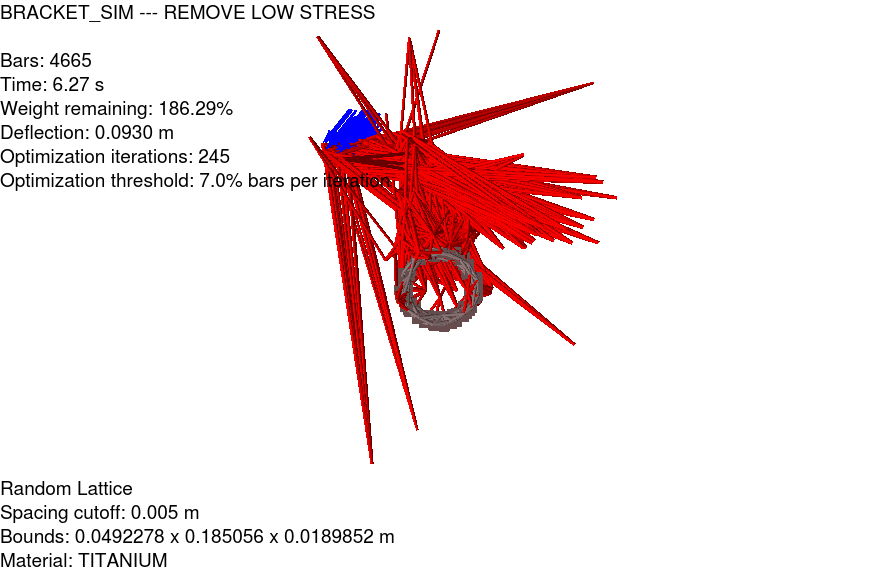 BRACKET_SIM --- REMOVE LOW STRESS
Bars: 4665
Time: 6.27 s
Weight remaining: 186.29%
Deflection: 0.0930 m
Optimization iterations: 245
Optimization threshold: 7.0% bars per iteration
Random Lattice
Spacing cutoff: 0.005 m
Bounds: 0.0492278 x 0.185056 x 0.0189852 m
Material: TITANIUM